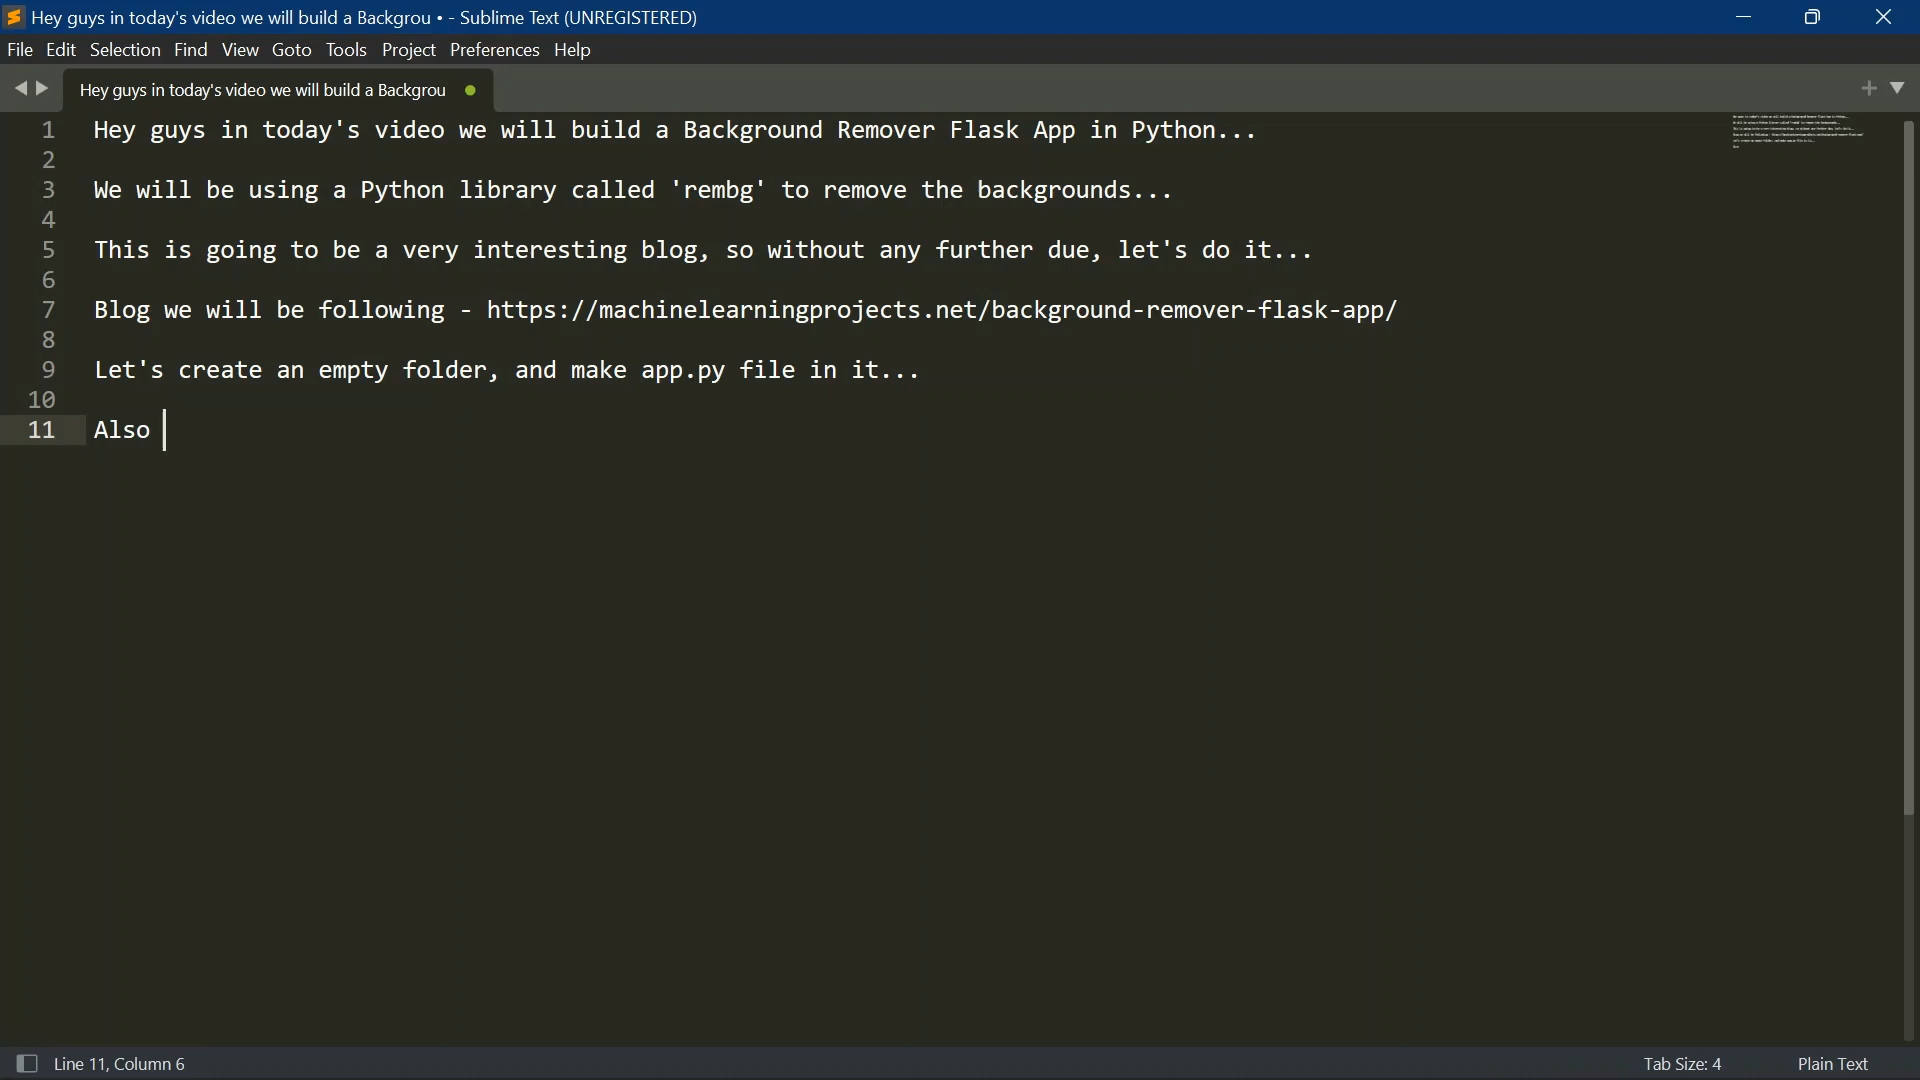 Hey guys in today's video we will build a Backgrou • - Sublime Text (UNREGISTERED)
File Edit Selection Find View Goto Tools Project Preferences Help
Hey guys in today's video we will build a Backgrou
1 Hey guys in today's video we will build a Background Remover Flask App in Python...
2
3 We will be using a Python library called 'rembg' to remove the backgrounds...
4
5 This is going to be a very interesting blog, so without any further due, let's do it...
6
7 Blog we will be following - https://machinelearningprojects.net/background-remover-flask-app/
8
9 Let's create an empty folder, and make app.py file in it...
10
11 Also
Line 11, Column 6 Tab Size: 4 Plain Text